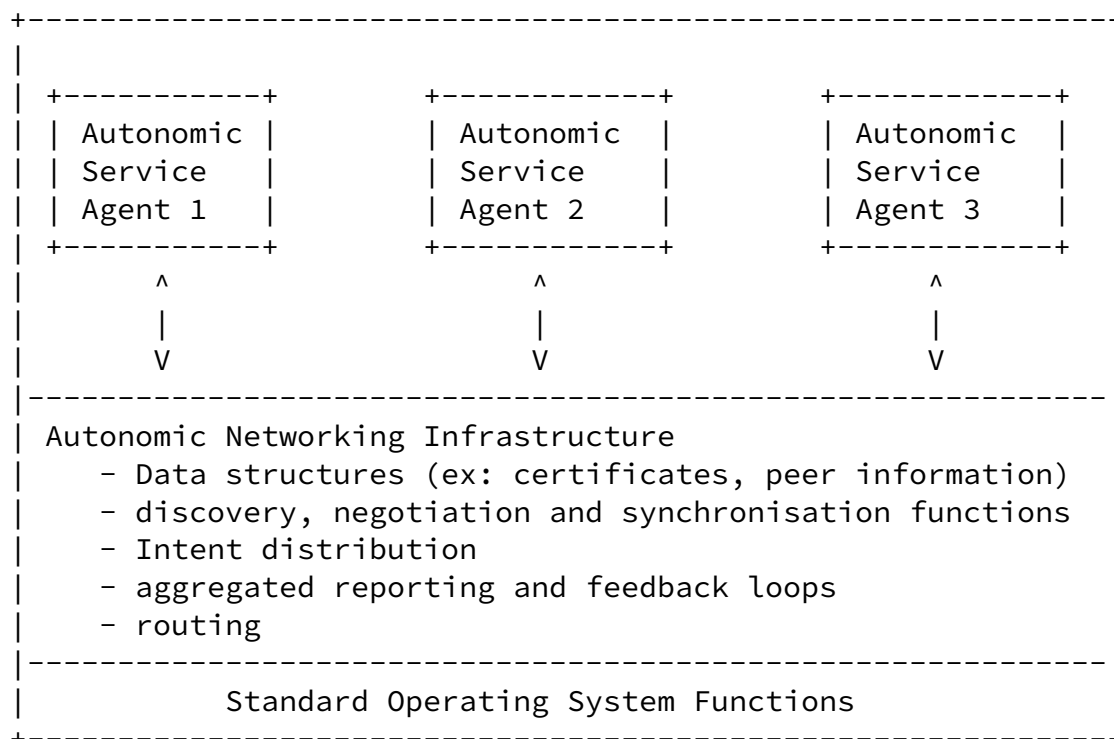 Autonomic Autonomic Autonomic
Service Service Service
Agent 1 Agent 2 Agent 3
Autonomic Networking Infrastructure
- Data structures (ex: certificates, peer information)
- discovery, negotiation and synchronisation functions
- Intent distribution
- aggregated reporting and feedback loops
- routing
Standard Operating System Functions